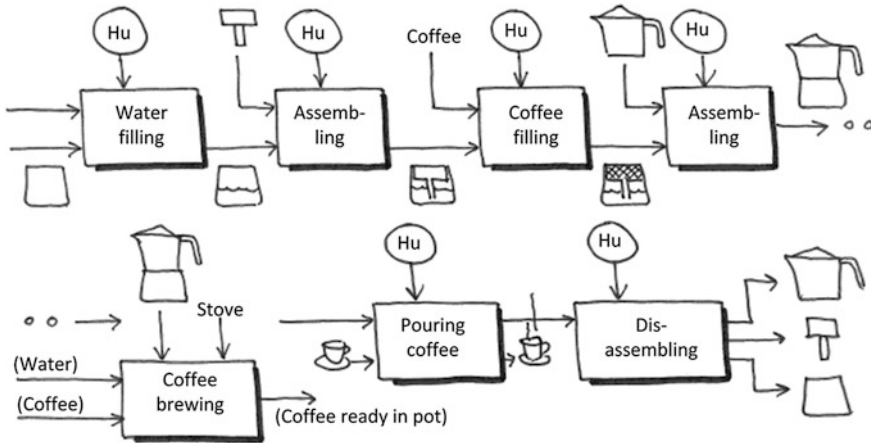 Hu
Hu
Coffee
Hu
Hu
Water
filling
Assemb-
ling
Coffee
filling
Assemb-
ling
Hu
Hu
Stove
Pouring
coffee
Dis-
assembling
(Water)
(Coffee)
Coffee
brewing
(Coffee ready in pot)